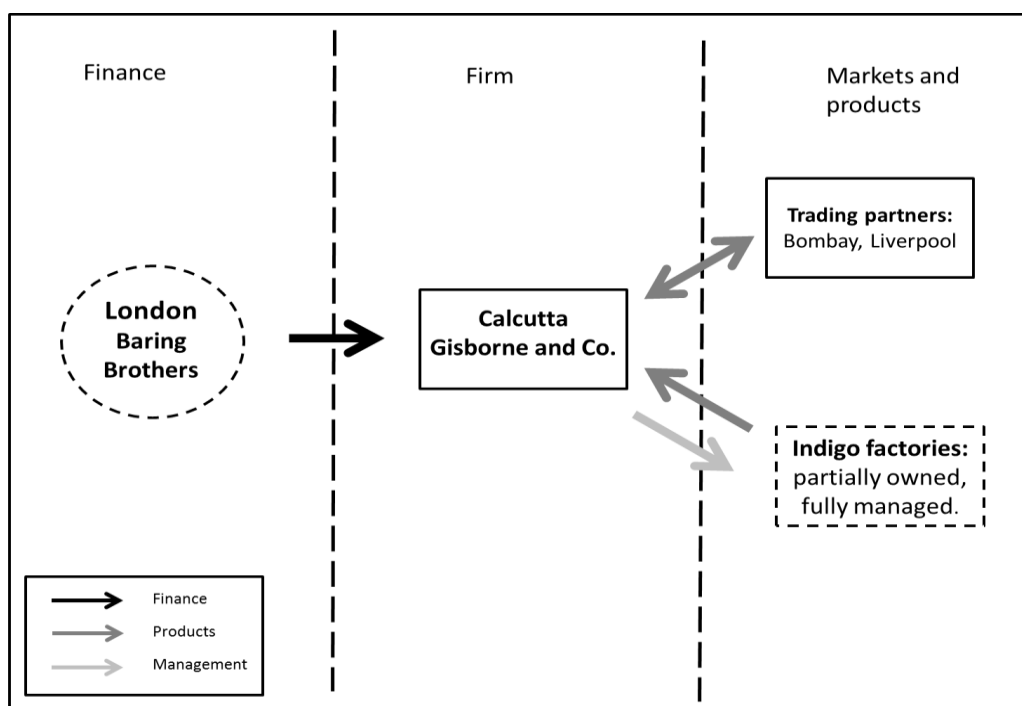 Finance
Firm
Markets and
products
Trading partners:
Bombay, Liverpool
London
Baring
Brothers
Calcutta
Gisborne and Co.
Indigo factories:
partially owned,
fully managed.
Finance
Products
Management